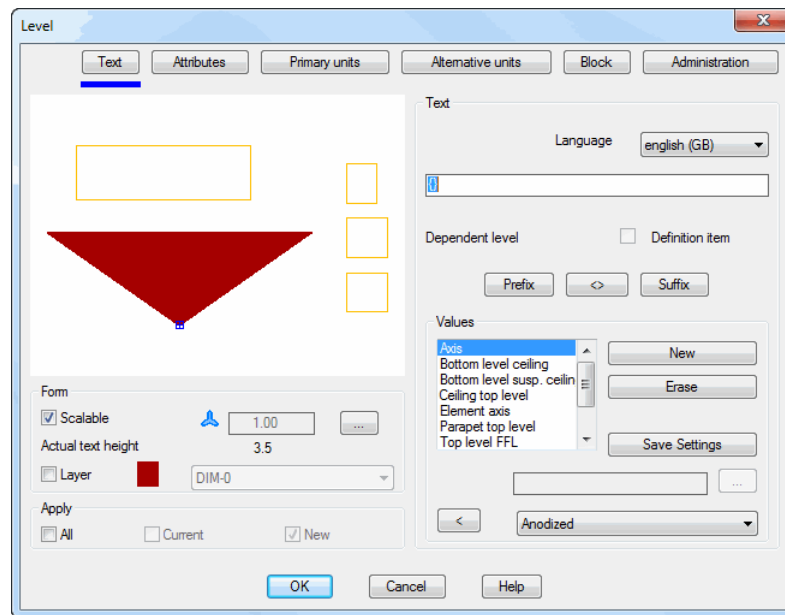 Level
Text Attributes Primary units Alternative units Block Administration
Text
Language english (GB)
{}
Dependent level Definition item
Prefix <> Suffix
Values
Axis
Bottom level ceiling
Bottom level susp. ceilin
Ceiling top level
Element axis
Parapet top level
Top level FFL
New
Erase
Save Settings
...
< Anodized
Form
Scalable 1.00 ...
Actual text height 3.5
Layer DIM-0
Apply
All Current New
OK Cancel Help